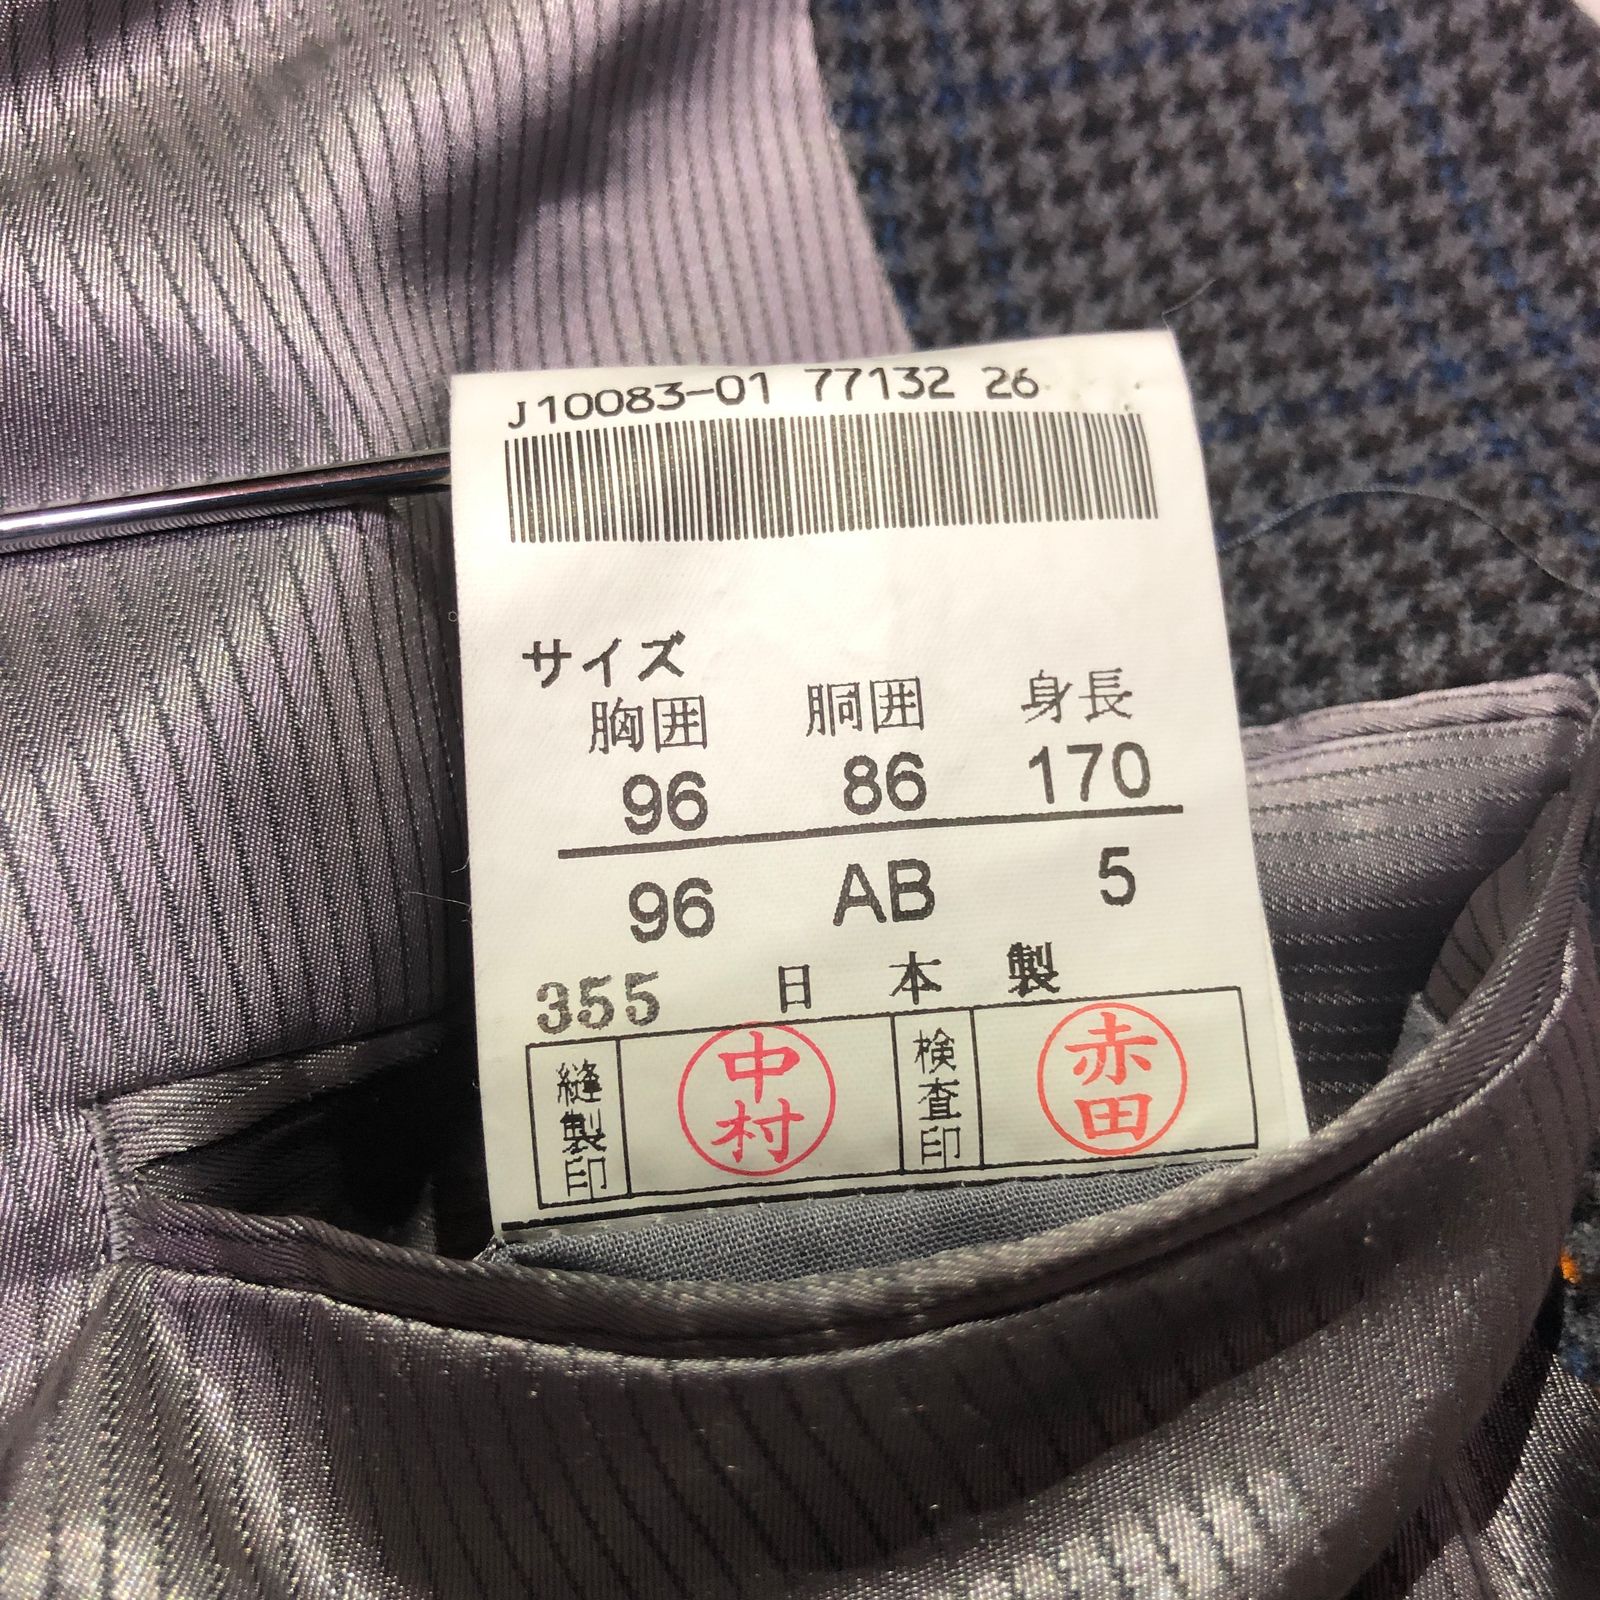 J10083-01 77132 26
サイズ
胸囲 胴囲 身長
96 86 170
96 AB 5
355 日本製
縫製印 中村 検査印 赤田